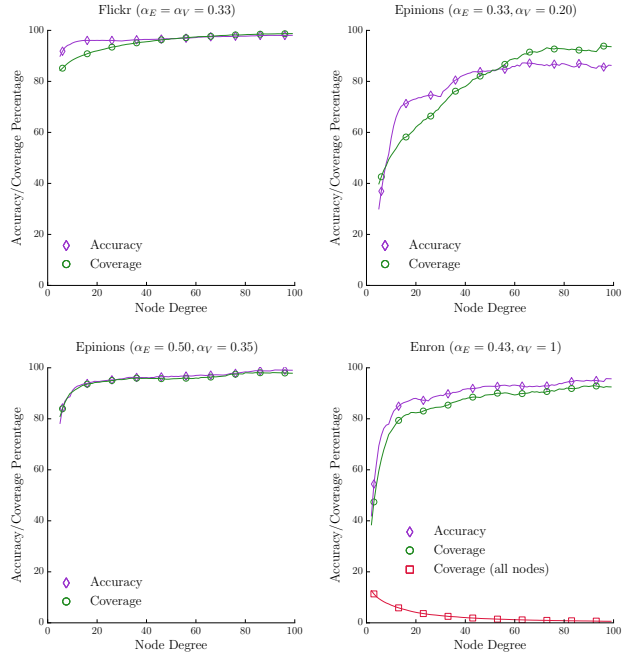 Flickr (αE = αV = 0.33)
Accuracy/Coverage Percentage
100
80
60
40
20
0
Accuracy
Coverage
0 20 40 60 80 100
Node Degree
Epinions (αE = 0.33, αV = 0.20)
Accuracy/Coverage Percentage
100
80
60
40
20
0
Accuracy
Coverage
0 20 40 60 80 100
Node Degree
Epinions (αE = 0.50, αV = 0.35)
Accuracy/Coverage Percentage
100
80
60
40
20
0
Accuracy
Coverage
0 20 40 60 80 100
Node Degree
Enron (αE = 0.43, αV = 1)
Accuracy/Coverage Percentage
100
80
60
40
20
0
Accuracy
Coverage
Coverage (all nodes)
0 20 40 60 80 100
Node Degree